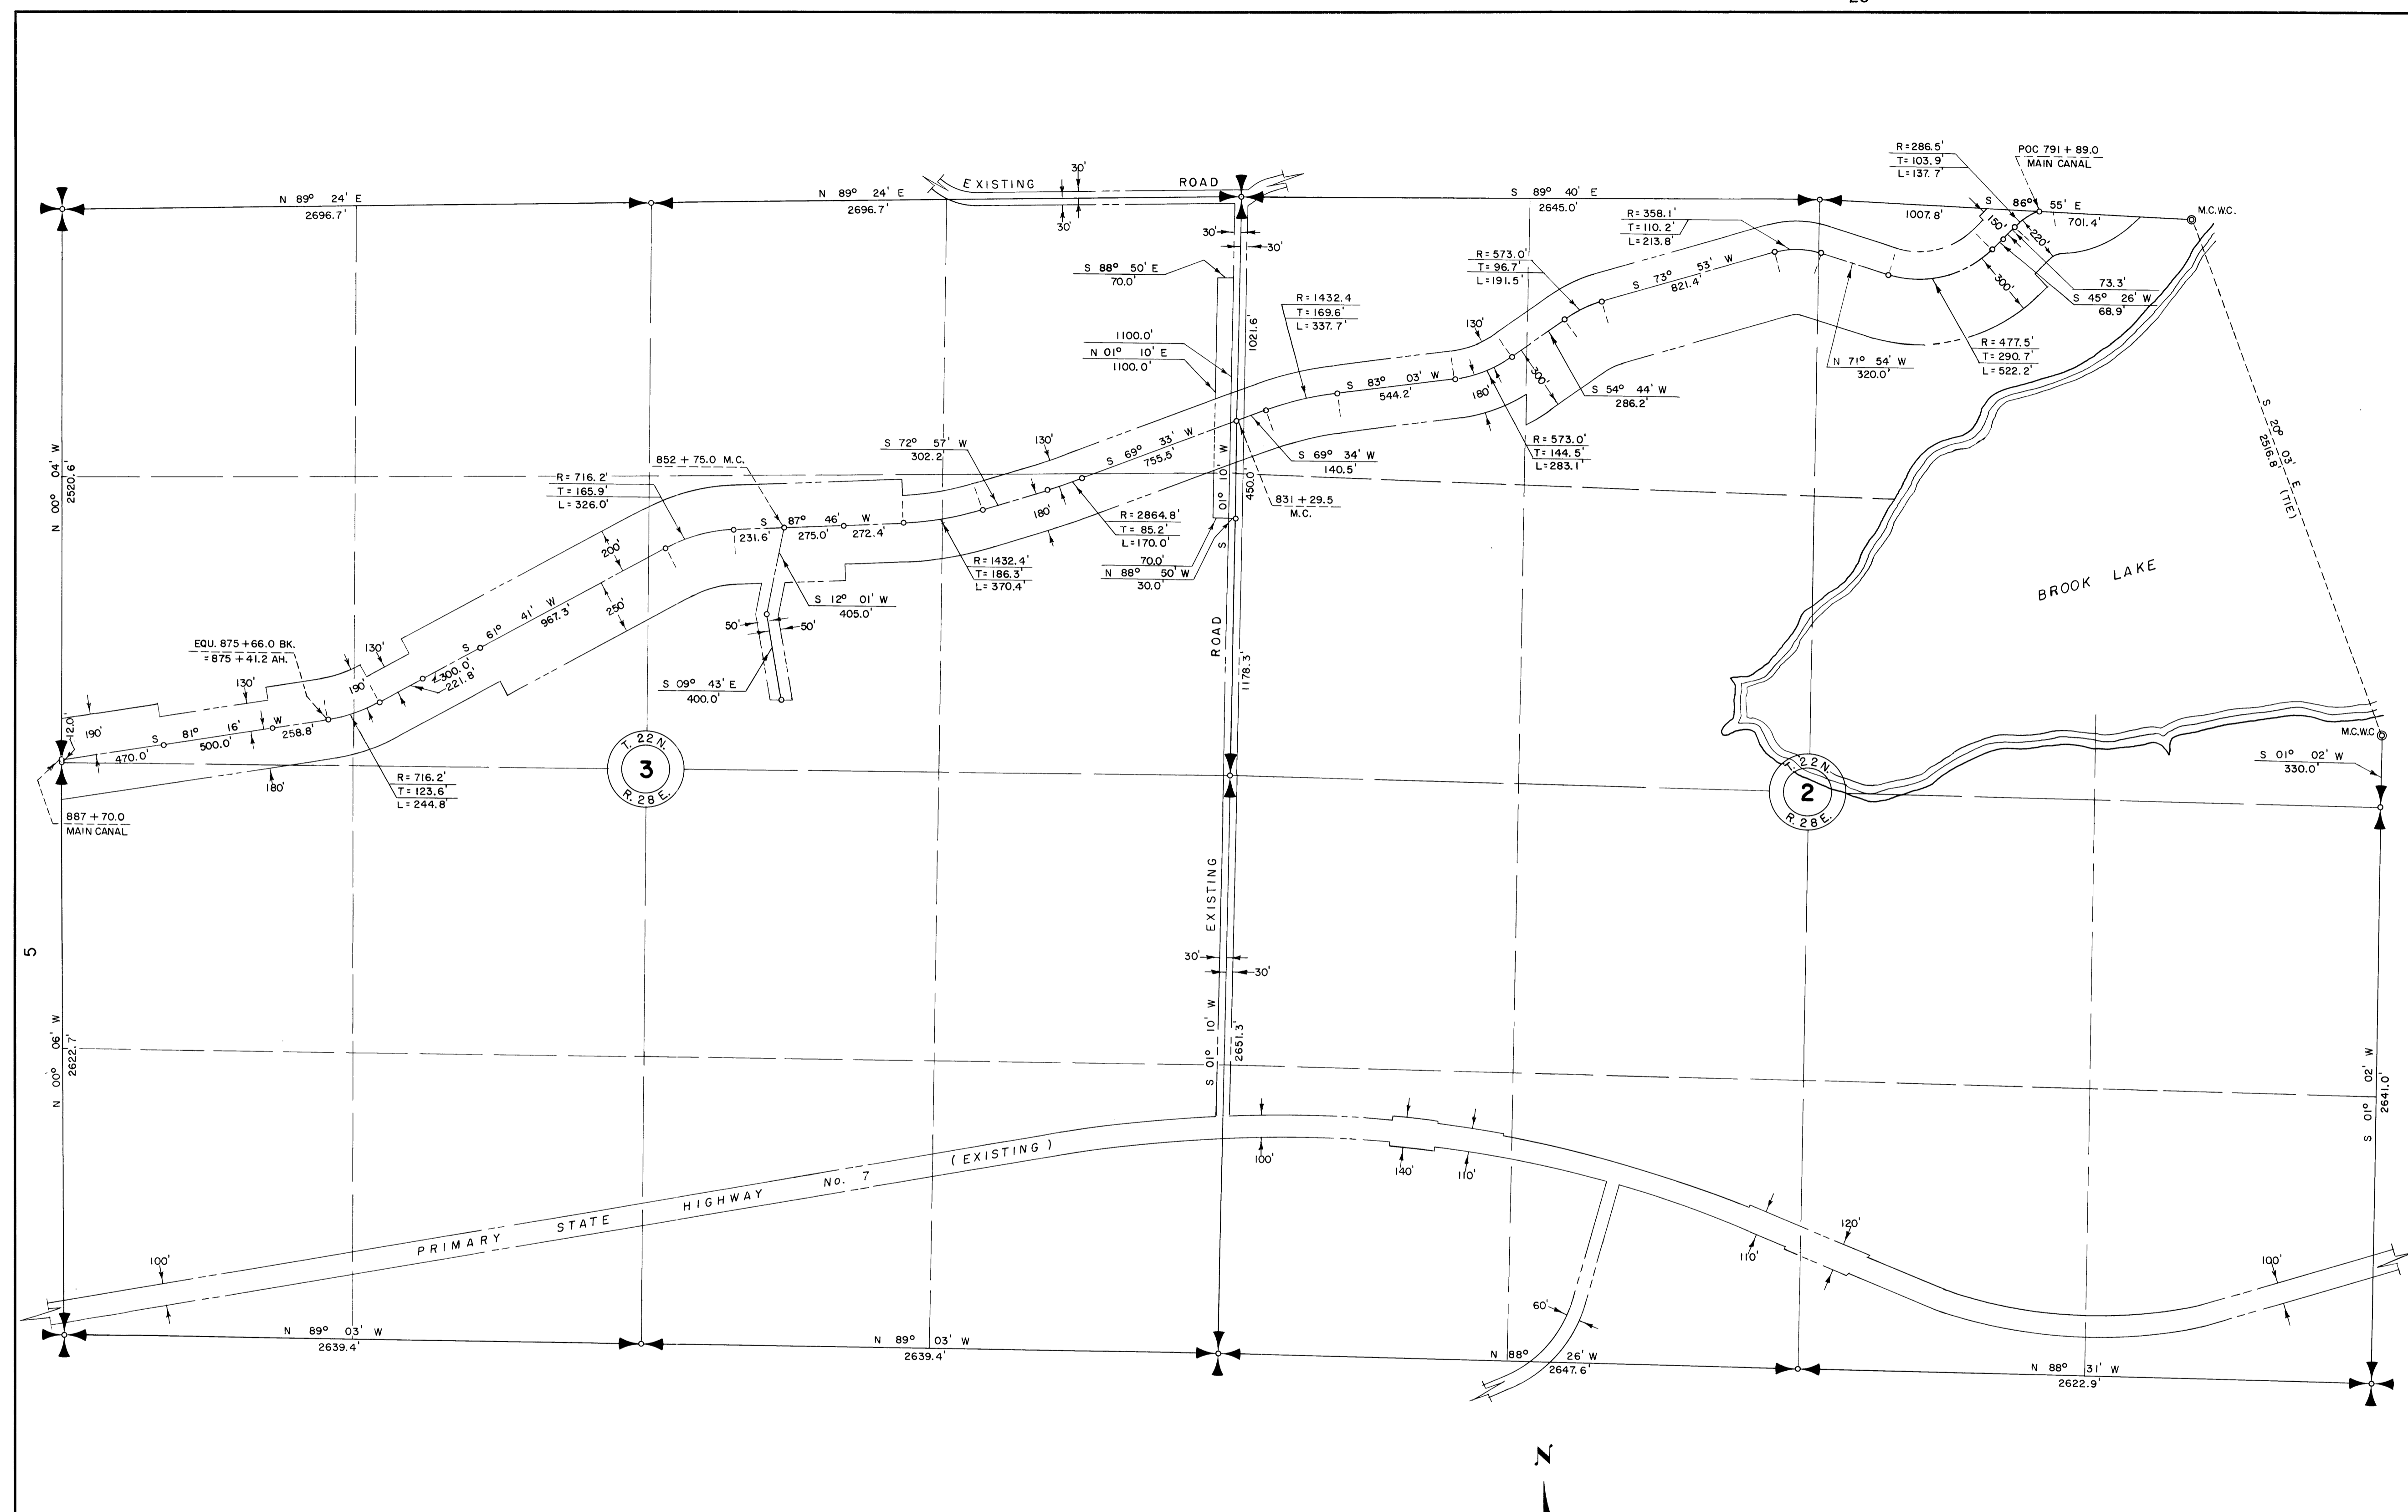 N 89° 24' E
2696.7'
N 89° 24' E
2696.7'
EXISTING ROAD
30'
30'
S 89° 40' E
2645.0'
S 86° 55' E
1007.8'
701.4'
R=286.5'
T=103.9'
L=137.7'
POC 791+89.0
MAIN CANAL
M.C.W.C.
150'
220'
300'
73.3'
S 45° 26' W
68.9'
R=358.1'
T=110.2'
L=213.8'
R=573.0'
T=96.7'
L=191.5'
S 73° 53' W
821.4'
N 71° 54' W
320.0'
R=477.5'
T=290.7'
L=522.2'
30'
30'
S 88° 50' E
70.0'
1100.0'
N 01° 10' E
1100.0'
1021.6'
R=1432.4
T=169.6'
L=337.7'
130'
S 83° 03' W
544.2'
180'
300'
S 54° 44' W
286.2'
R=573.0'
T=144.5'
L=283.1'
S 69° 34' W
140.5'
831+29.5
M.C.
S 69° 33' W
755.5'
S 01° 10' W
450.0'
S 72° 57' W
302.2'
130'
180'
R=2864.8'
T=85.2'
L=170.0'
70.0'
N 88° 50' W
30.0'
852+75.0 M.C.
R=716.2'
T=165.9'
L=326.0'
S 87° 46' W
231.6'
275.0'
272.4'
R=1432.4'
T=186.3'
L=370.4'
S 12° 01' W
405.0'
50'
50'
S 09° 43' E
400.0'
200'
250'
S 61° 41' W
967.3'
300.0'
221.8'
EQU. 875+66.0 BK.
=875+41.2 AH.
130'
190'
130'
190'
S 81° 16' W
470.0'
500.0'
258.8'
180'
R=716.2'
T=123.6'
L=244.8'
N 00° 04' W
2520.6'
12.0'
887+70.0
MAIN CANAL
T. 22 N.
3
R. 28 E.
ROAD
1178.3'
BROOK LAKE
S 20° 03' E
2516.8' (TIE)
M.C.W.C
S 01° 02' W
330.0'
T. 22 N.
2
R. 28 E.
5
N 00° 06' W
2622.7'
EXISTING
30'
30'
S 01° 10' W
2651.3'
S 01° 02' W
2641.0'
PRIMARY STATE HIGHWAY No. 7 (EXISTING)
100'
100'
140'
110'
110'
120'
100'
60'
N 89° 03' W
2639.4'
N 89° 03' W
2639.4'
N 88° 26' W
2647.6'
N 88° 31' W
2622.9'
N